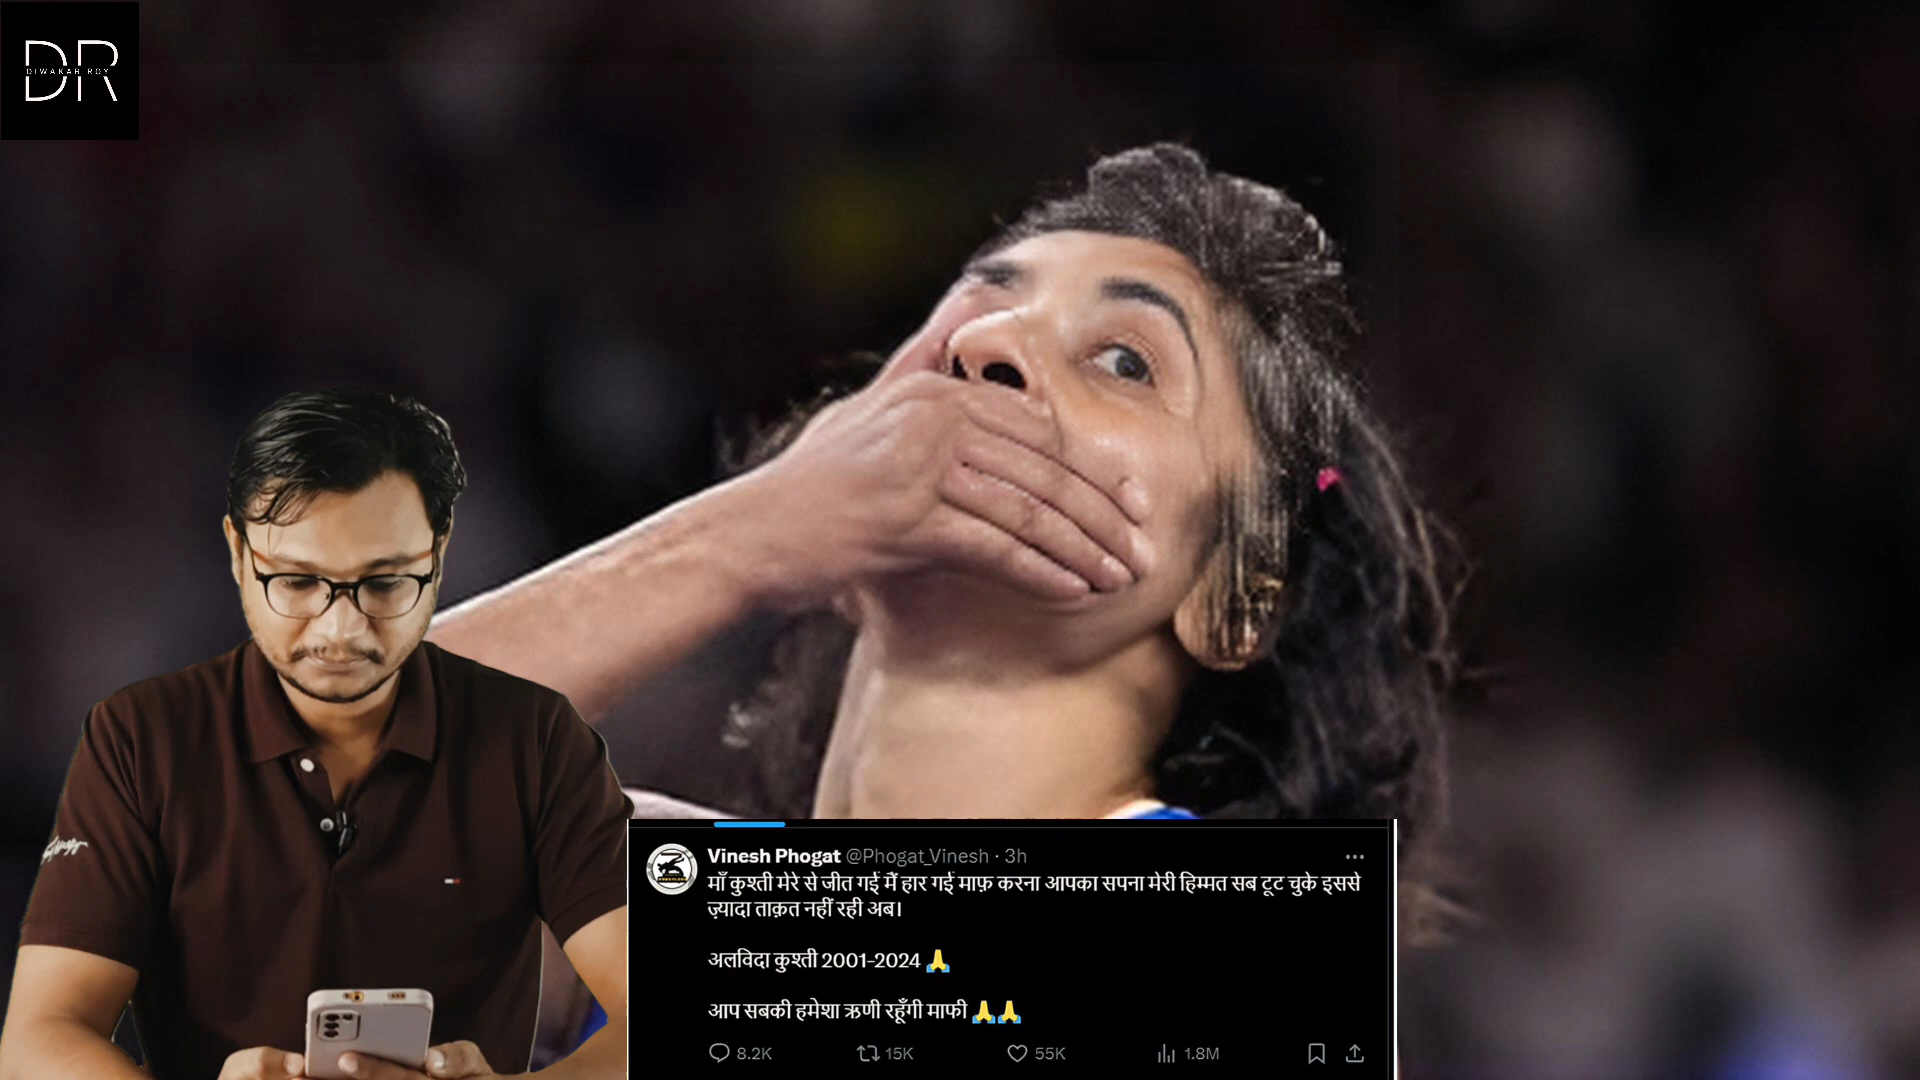 DR
DIWAKAR ROY
Vinesh Phogat @Phogat_Vinesh · 3h
माँ कुश्ती मेरे से जीत गई मैं हार गई माफ़ करना आपका सपना मेरी हिम्मत सब टूट चुके इससे
ज़्यादा ताक़त नहीं रही अब।
अलविदा कुश्ती 2001-2024 🙏
आप सबकी हमेशा ऋणी रहूँगी माफी 🙏🙏
8.2K 15K 55K 1.8M